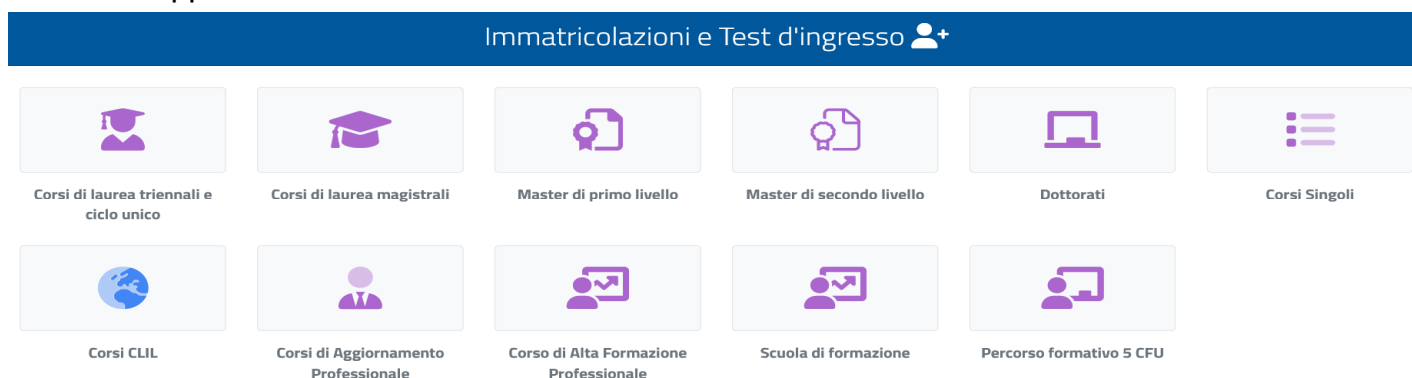 Immatricolazioni e Test d'ingresso
Corsi di laurea triennali e
ciclo unico
Corsi di laurea magistrali
Master di primo livello
Master di secondo livello
Dottorati
Corsi Singoli
Corsi CLIL
Corsi di Aggiornamento
Professionale
Corso di Alta Formazione
Professionale
Scuola di formazione
Percorso formativo 5 CFU